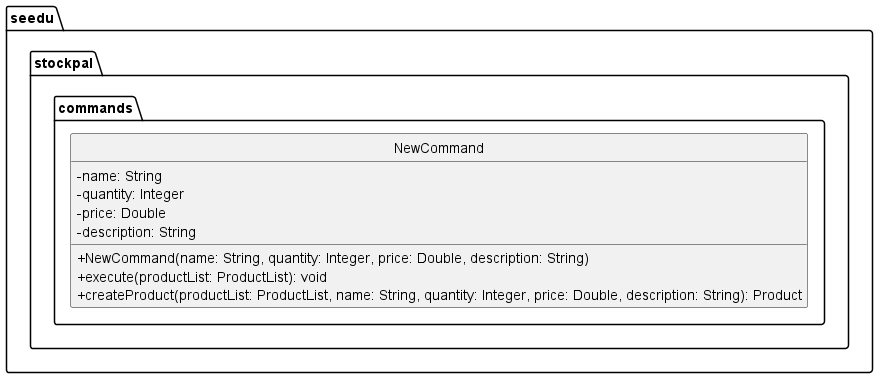 seedu
stockpal
commands
NewCommand
-name: String
-quantity: Integer
-price: Double
-description: String
+NewCommand(name: String, quantity: Integer, price: Double, description: String)
+execute(productList: ProductList): void
+createProduct(productList: ProductList, name: String, quantity: Integer, price: Double, description: String): Product